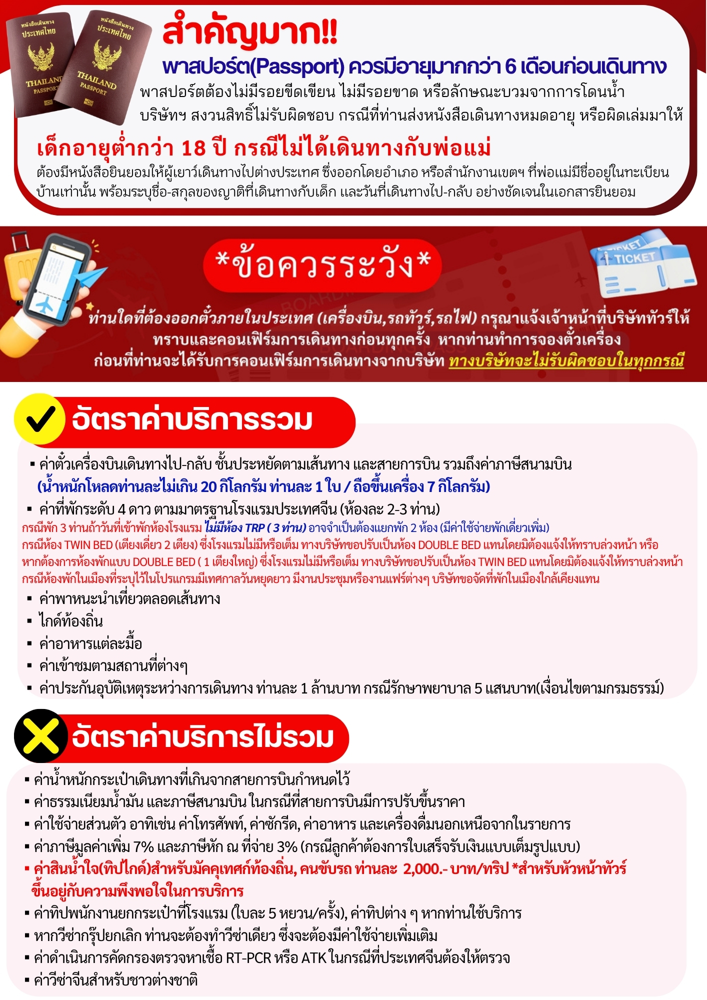 หนังสือเดินทาง
ประเทศไทย
THAILAND
PASSPORT
หนังสือเดินทาง
ประเทศไทย
THAILAND
PASSPORT
สำคัญมาก!!
พาสปอร์ต(Passport) ควรมีอายุมากกว่า 6 เดือนก่อนเดินทาง
พาสปอร์ตต้องไม่มีรอยขีดเขียน ไม่มีรอยขาด หรือลักษณะบวมจากการโดนน้ำ
บริษัทฯ สงวนสิทธิ์ไม่รับผิดชอบ กรณีที่ท่านส่งหนังสือเดินทางหมดอายุ หรือผิดเล่มมาให้
เด็กอายุต่ำกว่า 18 ปี กรณีไม่ได้เดินทางกับพ่อแม่
ต้องมีหนังสือยินยอมให้ผู้เยาว์เดินทางไปต่างประเทศ ซึ่งออกโดยอำเภอ หรือสำนักงานเขตฯ ที่พ่อแม่มีชื่ออยู่ในทะเบียน
บ้านเท่านั้น พร้อมระบุชื่อ-สกุลของญาติที่เดินทางกับเด็ก และวันที่เดินทางไป-กลับ อย่างชัดเจนในเอกสารยินยอม
*ข้อควรระวัง*
TICKET
TICKET
ท่านใดที่ต้องออกตั๋วภายในประเทศ (เครื่องบิน,รถทัวร์,รถไฟ) กรุณาแจ้งเจ้าหน้าที่บริษัททัวร์ให้
ทราบและคอนเฟิร์มการเดินทางก่อนทุกครั้ง หากท่านทำการจองตั๋วเครื่อง
BOARDING PASS
ก่อนที่ท่านจะได้รับการคอนเฟิร์มการเดินทางจากบริษัท ทางบริษัทจะไม่รับผิดชอบในทุกกรณี
อัตราค่าบริการรวม
▪ ค่าตั๋วเครื่องบินเดินทางไป-กลับ ชั้นประหยัดตามเส้นทาง และสายการบิน รวมถึงค่าภาษีสนามบิน
(น้ำหนักโหลดท่านละไม่เกิน 20 กิโลกรัม ท่านละ 1 ใบ / ถือขึ้นเครื่อง 7 กิโลกรัม)
▪ ค่าที่พักระดับ 4 ดาว ตามมาตรฐานโรงแรมประเทศจีน (ห้องละ 2-3 ท่าน)
กรณีพัก 3 ท่านถ้าวันที่เข้าพักห้องโรงแรม ไม่มีห้อง TRP ( 3 ท่าน) อาจจำเป็นต้องแยกพัก 2 ห้อง (มีค่าใช้จ่ายพักเดี่ยวเพิ่ม)
กรณีห้อง TWIN BED (เตียงเดี่ยว 2 เตียง) ซึ่งโรงแรมไม่มีหรือเต็ม ทางบริษัทขอปรับเป็นห้อง DOUBLE BED แทนโดยมิต้องแจ้งให้ทราบล่วงหน้า หรือ
หากต้องการห้องพักแบบ DOUBLE BED ( 1 เตียงใหญ่) ซึ่งโรงแรมไม่มีหรือเต็ม ทางบริษัทขอปรับเป็นห้อง TWIN BED แทนโดยมิต้องแจ้งให้ทราบล่วงหน้า
กรณีห้องพักในเมืองที่ระบุไว้ในโปรแกรมมีเทศกาลวันหยุดยาว มีงานประชุมหรืองานแฟร์ต่างๆ บริษัทขอจัดที่พักในเมืองใกล้เคียงแทน
▪ ค่าพาหนะนำเที่ยวตลอดเส้นทาง
▪ ไกด์ท้องถิ่น
▪ ค่าอาหารแต่ละมื้อ
▪ ค่าเข้าชมตามสถานที่ต่างๆ
▪ ค่าประกันอุบัติเหตุระหว่างการเดินทาง ท่านละ 1 ล้านบาท กรณีรักษาพยาบาล 5 แสนบาท(เงื่อนไขตามกรมธรรม์)
อัตราค่าบริการไม่รวม
▪ ค่าน้ำหนักกระเป๋าเดินทางที่เกินจากสายการบินกำหนดไว้
▪ ค่าธรรมเนียมน้ำมัน และภาษีสนามบิน ในกรณีที่สายการบินมีการปรับขึ้นราคา
▪ ค่าใช้จ่ายส่วนตัว อาทิเช่น ค่าโทรศัพท์, ค่าซักรีด, ค่าอาหาร และเครื่องดื่มนอกเหนือจากในรายการ
▪ ค่าภาษีมูลค่าเพิ่ม 7% และภาษีหัก ณ ที่จ่าย 3% (กรณีลูกค้าต้องการใบเสร็จรับเงินแบบเต็มรูปแบบ)
▪ ค่าสินน้ำใจ(ทิปไกด์)สำหรับมัคคุเทศก์ท้องถิ่น, คนขับรถ ท่านละ 2,000.- บาท/ทริป *สำหรับหัวหน้าทัวร์
ขึ้นอยู่กับความพึงพอใจในการบริการ
▪ ค่าทิปพนักงานยกกระเป๋าที่โรงแรม (ใบละ 5 หยวน/ครั้ง), ค่าทิปต่าง ๆ หากท่านใช้บริการ
▪ หากวีซ่ากรุ๊ปยกเลิก ท่านจะต้องทำวีซ่าเดียว ซึ่งจะต้องมีค่าใช้จ่ายเพิ่มเติม
▪ ค่าดำเนินการคัดกรองตรวจหาเชื้อ RT-PCR หรือ ATK ในกรณีที่ประเทศจีนต้องให้ตรวจ
▪ ค่าวีซ่าจีนสำหรับชาวต่างชาติ